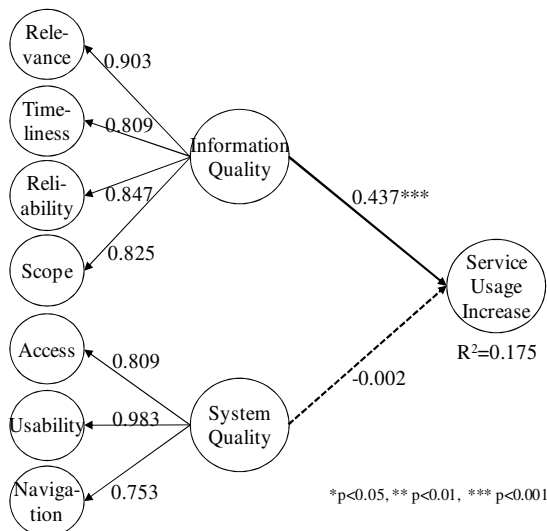 Rele-
vance
0.903
Time-
liness
0.809
Information
Quality
Reli-
ability
0.847
0.437***
0.825
Scope
Service
Usage
Increase
R²=0.175
Access
0.809
-0.002
Usability
0.983
System
Quality
0.753
Naviga-
tion
*p<0.05, ** p<0.01, *** p<0.001